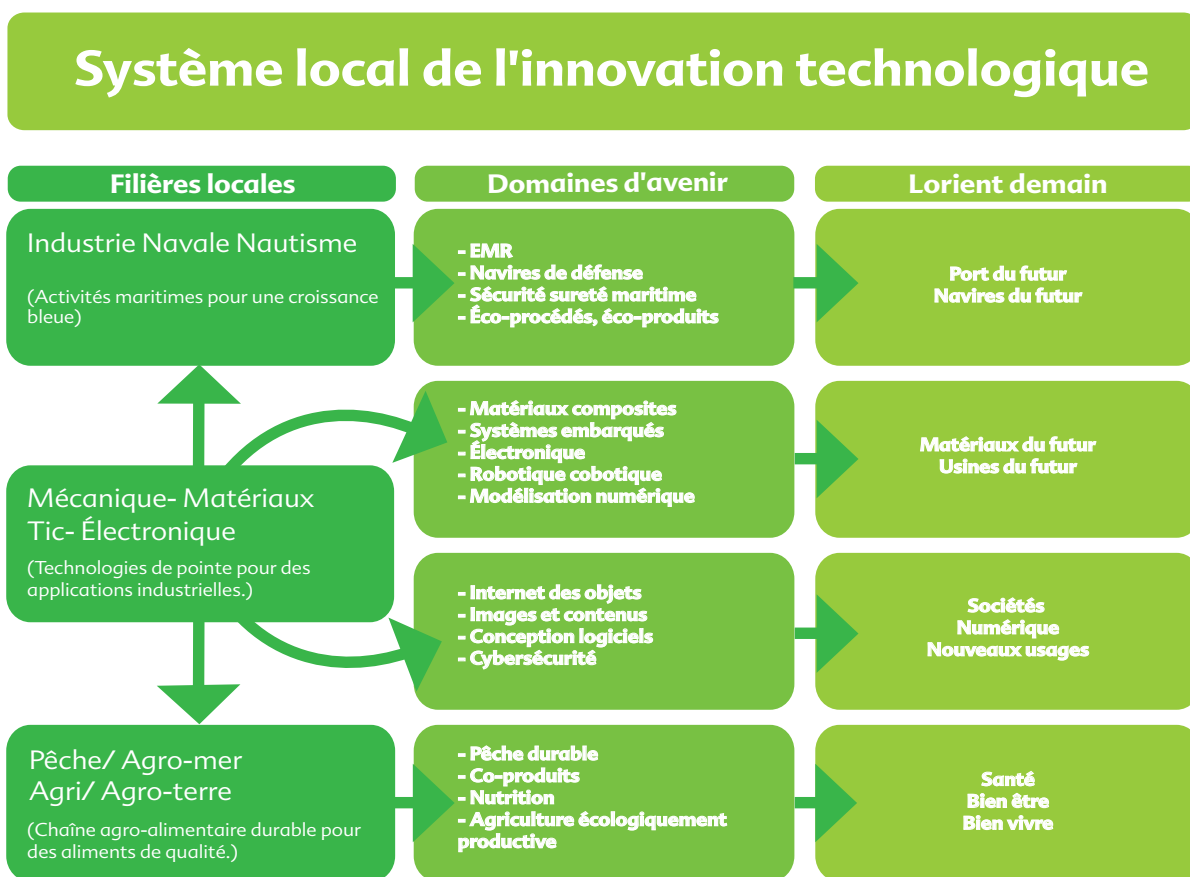 Système local de l'innovation technologique
Filières locales
Domaines d'avenir
Lorient demain
Industrie Navale Nautisme
(Activités maritimes pour une croissance
bleue)
- EMR
- Navires de défense
- Sécurité sureté maritime
- Éco-procédés, éco-produits
Port du futur
Navires du futur
Mécanique- Matériaux
Tic- Électronique
(Technologies de pointe pour des
applications industrielles.)
- Matériaux composites
- Systèmes embarqués
- Électronique
- Robotique cobotique
- Modélisation numérique
Matériaux du futur
Usines du futur
- Internet des objets
- Images et contenus
- Conception logiciels
- Cybersécurité
Sociétés
Numérique
Nouveaux usages
Pêche/ Agro-mer
Agri/ Agro-terre
(Chaîne agro-alimentaire durable pour
des aliments de qualité.)
- Pêche durable
- Co-produits
- Nutrition
- Agriculture écologiquement
productive
Santé
Bien être
Bien vivre